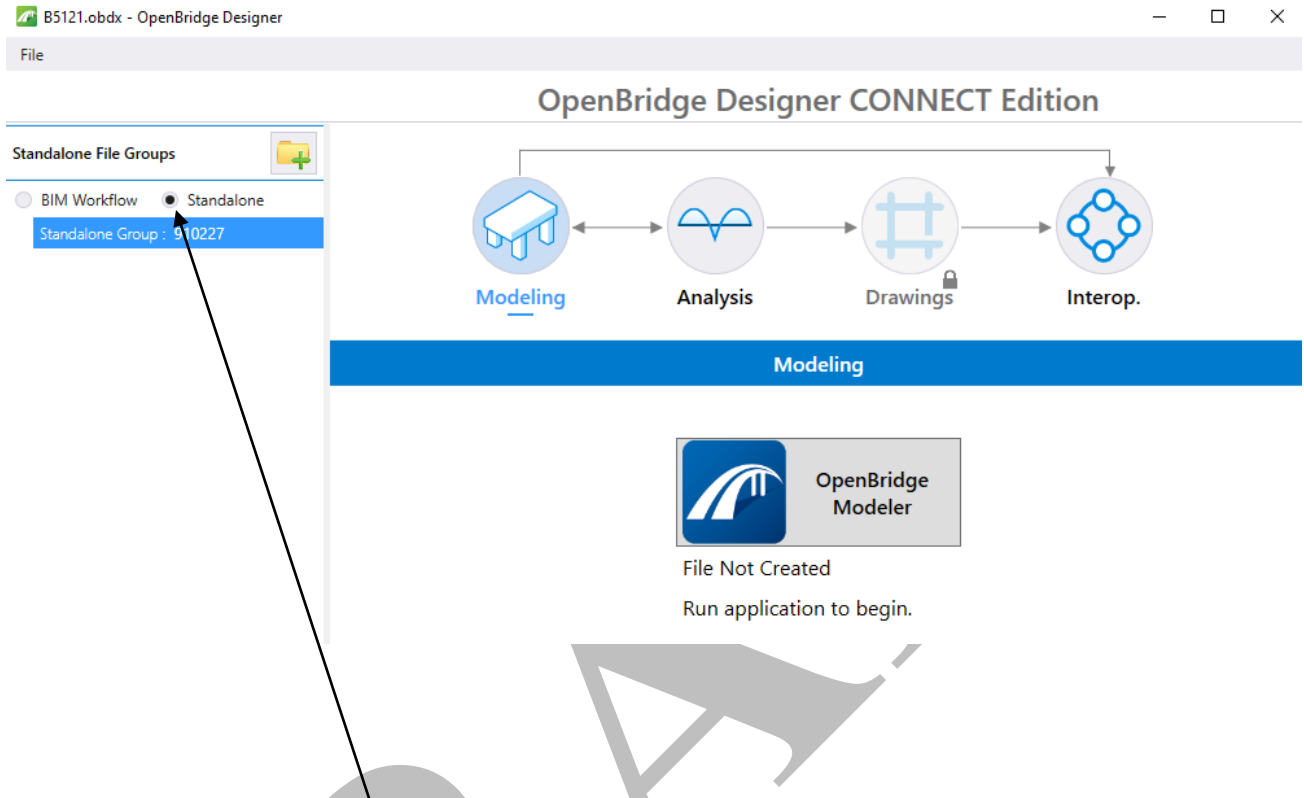 B5121.obdx - OpenBridge Designer
File
OpenBridge Designer CONNECT Edition
Standalone File Groups
BIM Workflow Standalone
Standalone Group : 910227
Modeling Analysis Drawings Interop.
Modeling
OpenBridge
Modeler
File Not Created
Run application to begin.